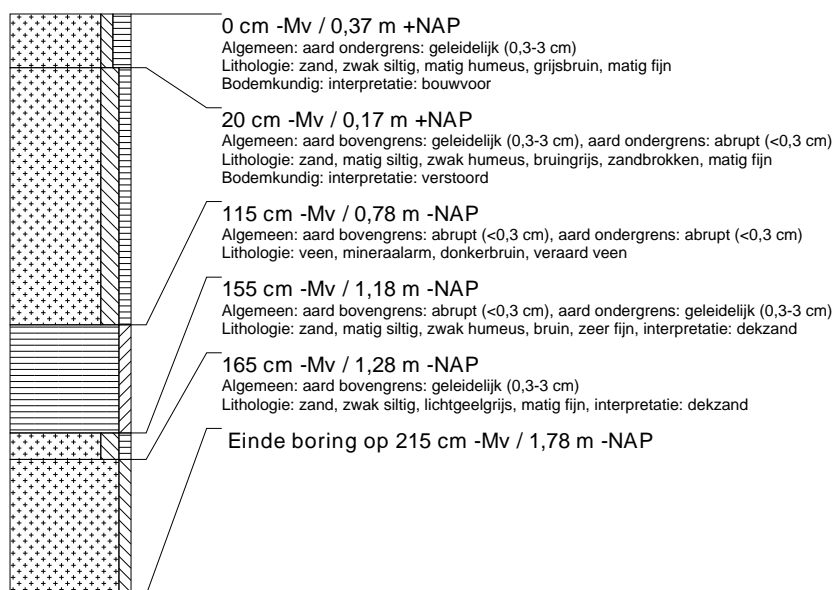 0 cm -Mv / 0,37 m +NAP
Algemeen: aard ondergrens: geleidelijk (0,3-3 cm)
Lithologie: zand, zwak siltig, matig humeus, grijsbruin, matig fijn
Bodemkundig: interpretatie: bouwvoor
20 cm -Mv / 0,17 m +NAP
Algemeen: aard bovengrens: geleidelijk (0,3-3 cm), aard ondergrens: abrupt (<0,3 cm)
Lithologie: zand, matig siltig, zwak humeus, bruingrijs, zandbrokken, matig fijn
Bodemkundig: interpretatie: verstoord
115 cm -Mv / 0,78 m -NAP
Algemeen: aard bovengrens: abrupt (<0,3 cm), aard ondergrens: abrupt (<0,3 cm)
Lithologie: veen, mineraalarm, donkerbruin, veraard veen
155 cm -Mv / 1,18 m -NAP
Algemeen: aard bovengrens: abrupt (<0,3 cm), aard ondergrens: geleidelijk (0,3-3 cm)
Lithologie: zand, matig siltig, zwak humeus, bruin, zeer fijn, interpretatie: dekzand
165 cm -Mv / 1,28 m -NAP
Algemeen: aard bovengrens: geleidelijk (0,3-3 cm)
Lithologie: zand, zwak siltig, lichtgeelgrijs, matig fijn, interpretatie: dekzand
Einde boring op 215 cm -Mv / 1,78 m -NAP